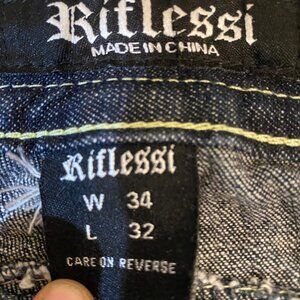 Riflessi
MADE IN CHINA
Riflessi
W 34
L 32
CARE ON REVERSE